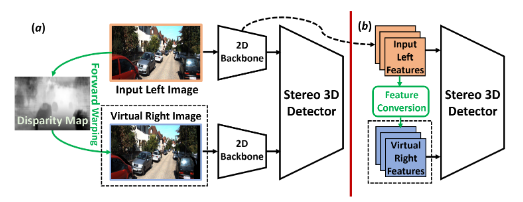 (a)
Input Left Image
Disparity Map
Forward Warping
Virtual Right Image
2D
Backbone
2D
Backbone
Stereo 3D
Detector
(b)
Input
Left
Features
Feature
Conversion
Virtual
Right
Features
Stereo 3D
Detector